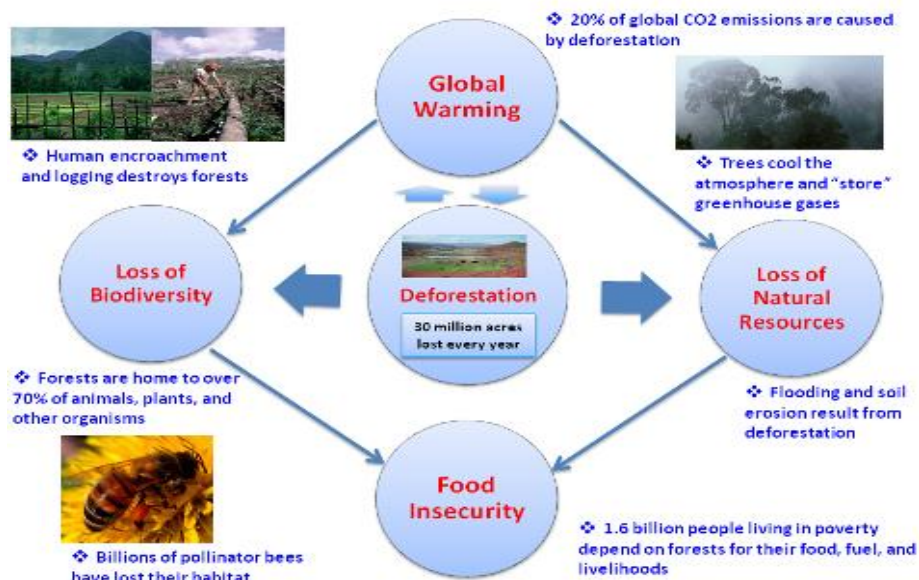 ❖ 20% of global CO2 emissions are caused
by deforestation
Global
Warming
❖ Human encroachment
and logging destroys forests
❖ Trees cool the
atmosphere and "store"
greenhouse gases
Loss of
Biodiversity
Deforestation
30 million acres
lost every year
Loss of
Natural
Resources
❖ Forests are home to over
70% of animals, plants, and
other organisms
❖ Flooding and soil
erosion result from
deforestation
Food
Insecurity
❖ Billions of pollinator bees
have lost their habitat
❖ 1.6 billion people living in poverty
depend on forests for their food, fuel, and
livelihoods